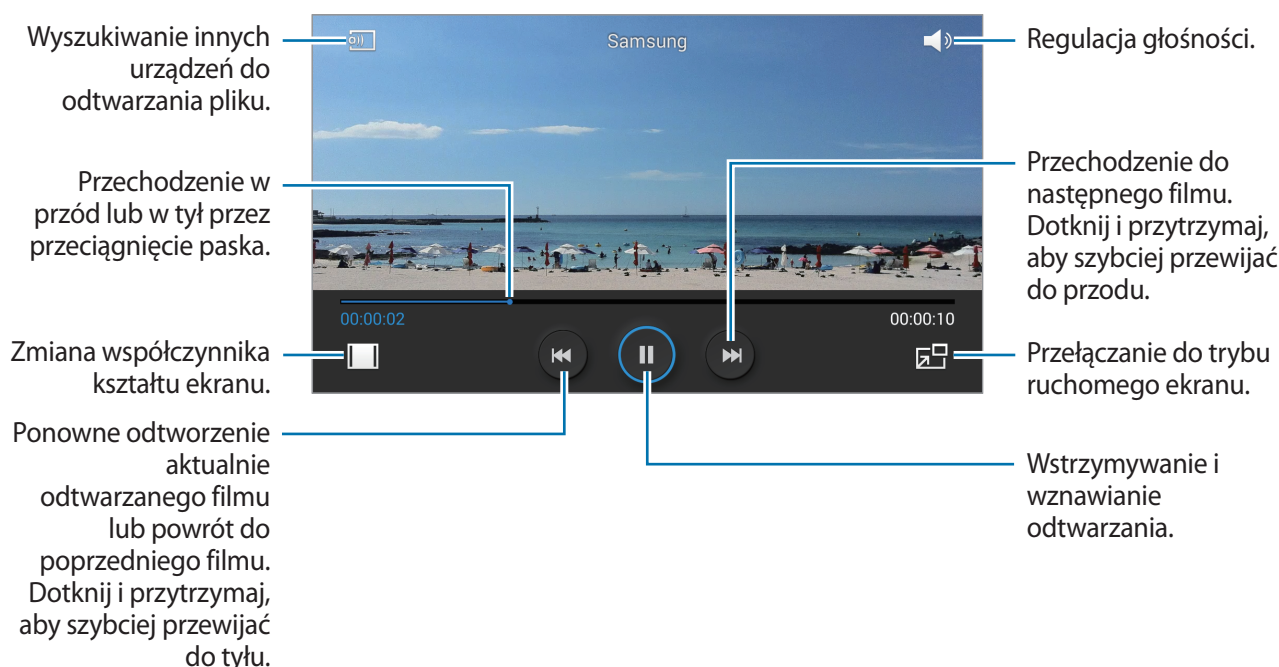 Wyszukiwanie innych
urządzeń do
odtwarzania pliku.
Przechodzenie w
przód lub w tył przez
przeciągnięcie paska.
Zmiana współczynnika
kształtu ekranu.
Ponowne odtworzenie
aktualnie
odtwarzanego filmu
lub powrót do
poprzedniego filmu.
Dotknij i przytrzymaj,
aby szybciej przewijać
do tyłu.
Samsung
00:00:02
00:00:10
Regulacja głośności.
Przechodzenie do
następnego filmu.
Dotknij i przytrzymaj,
aby szybciej przewijać
do przodu.
Przełączanie do trybu
ruchomego ekranu.
Wstrzymywanie i
wznawianie
odtwarzania.